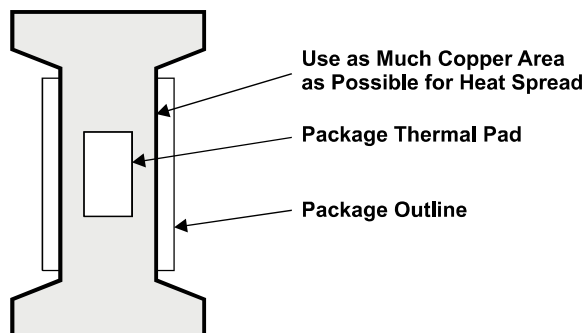 Use as Much Copper Area
as Possible for Heat Spread
Package Thermal Pad
Package Outline